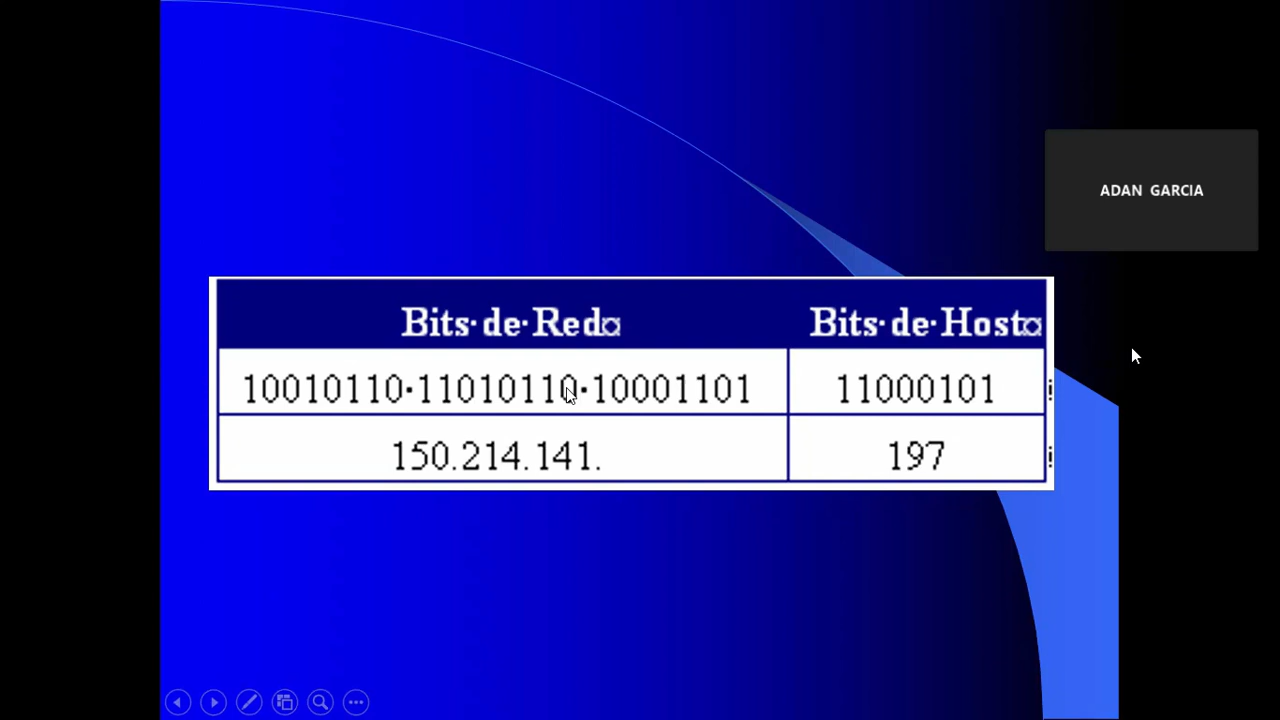 Bits·de·Red¤
Bits·de·Host¤
10010110·11010110·10001101
11000101
150.214.141.
197
ADAN GARCIA